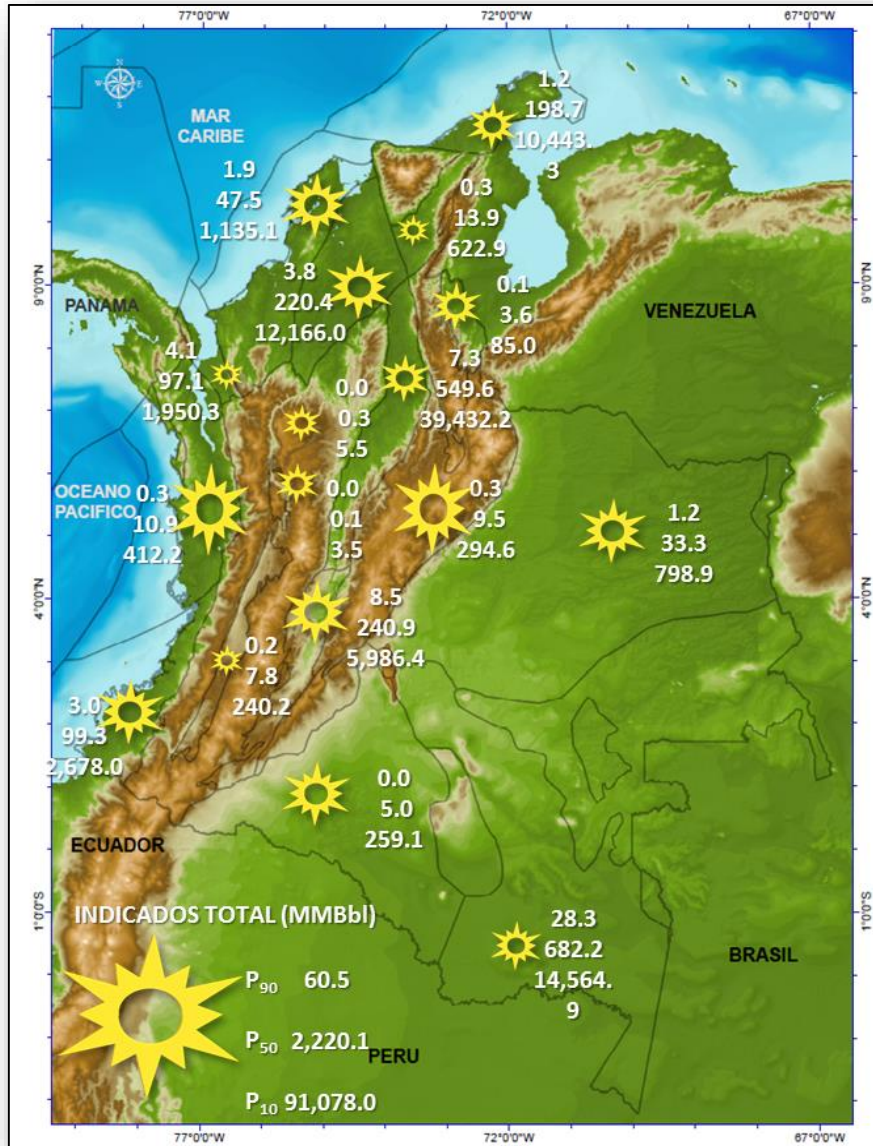 77°0'0"W 72°0'0"W 67°0'0"W
N
W E
S
MAR
CARIBE
1.2
198.7
10,443.
3
1.9
47.5
1,135.1
0.3
13.9
622.9
9°0'0"N
9°0'0"N
3.8
220.4
12,166.0
0.1
3.6
85.0
PANAMA
VENEZUELA
4.1
97.1
1,950.3
7.3
549.6
39,432.2
0.0
0.3
5.5
OCEANO
PACIFICO
0.3
10.9
412.2
0.0
0.1
3.5
0.3
9.5
294.6
1.2
33.3
798.9
4°0'0"N
4°0'0"N
8.5
240.9
5,986.4
0.2
7.8
240.2
3.0
99.3
2,678.0
0.0
5.0
259.1
ECUADOR
INDICADOS TOTAL (MMBbl)
1°0'0"S
1°0'0"S
28.3
682.2
14,564.
9
BRASIL
P90 60.5
P50 2,220.1
PERU
P10 91,078.0
77°0'0"W 72°0'0"W 67°0'0"W